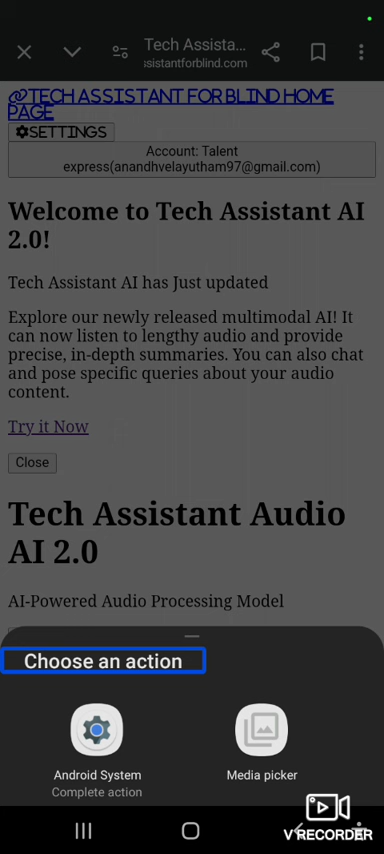 Tech Assista...
sistantforblind.com
TECH ASSISTANT FOR BLIND HOME
PAGE
SETTINGS
Account: Talent
express(anandhvelayutham97@gmail.com)
Welcome to Tech Assistant AI
2.0!
Tech Assistant AI has Just updated
Explore our newly released multimodal AI! It
can now listen to lengthy audio and provide
precise, in-depth summaries. You can also chat
and pose specific queries about your audio
content.
Try it Now
Close
Tech Assistant Audio
AI 2.0
AI-Powered Audio Processing Model
Choose an action
Android System
Complete action
Media picker
V RECORDER